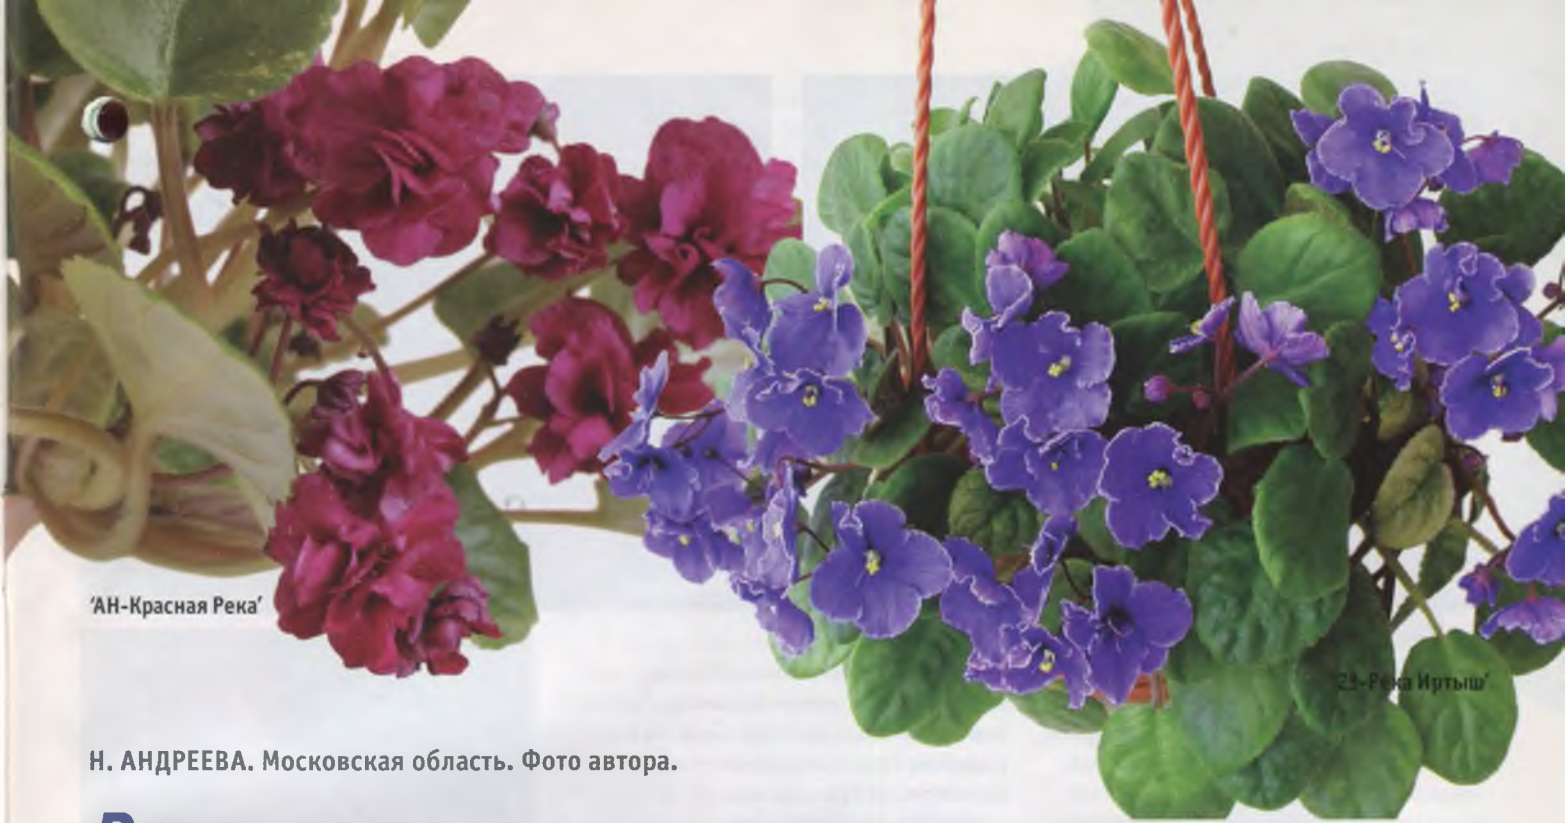 ‘АН-Красная Река’
‘23-Река Иртыш’
Н. АНДРЕЕВА. Московская область. Фото автора.